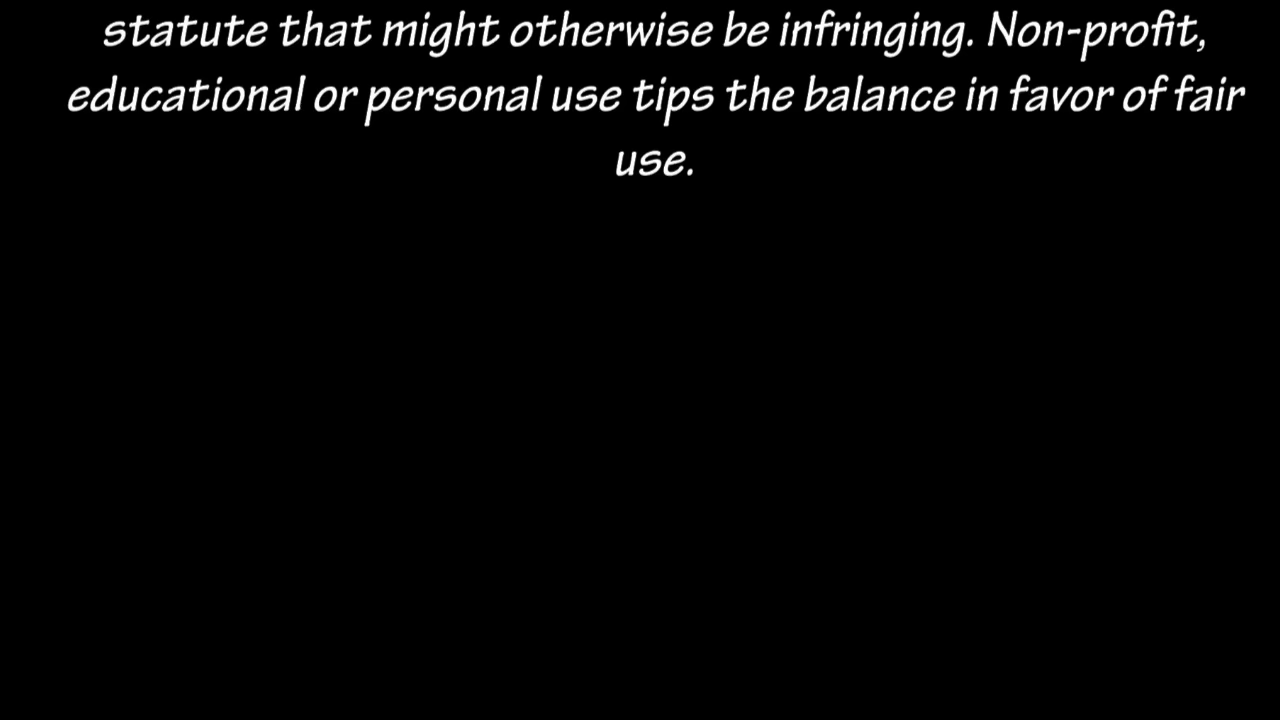 statute that might otherwise be infringing. Non-profit,
educational or personal use tips the balance in favor of fair
use.